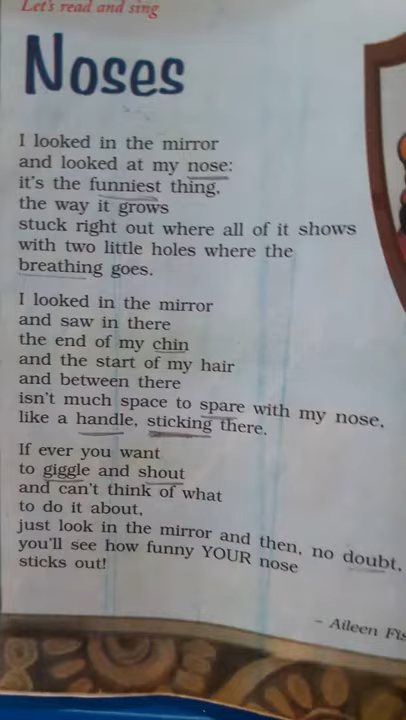 Let's read and sing
Noses
I looked in the mirror
and looked at my nose:
it's the funniest thing,
the way it grows
stuck right out where all of it shows
with two little holes where the
breathing goes.
I looked in the mirror
and saw in there
the end of my chin
and the start of my hair
and between there
isn't much space to spare with my nose,
like a handle, sticking there.
If ever you want
to giggle and shout
and can't think of what
to do it about,
just look in the mirror and then, no doubt,
you'll see how funny YOUR nose
sticks out!
– Aileen Fis